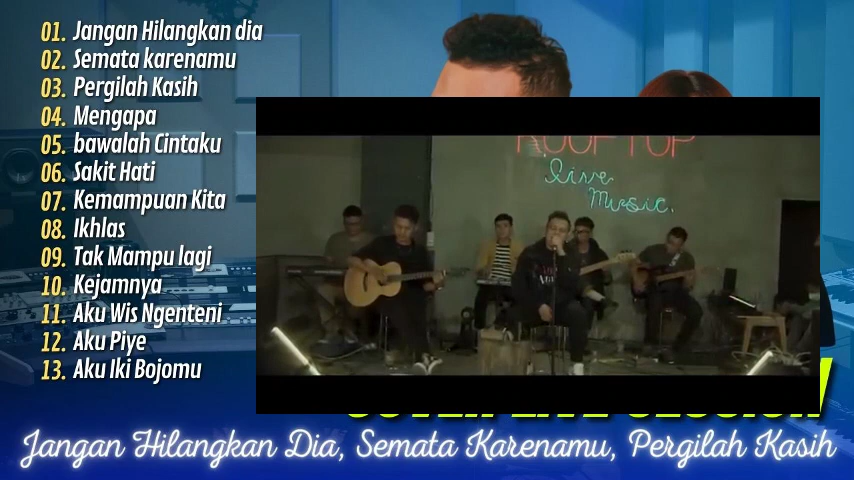 01. Jangan Hilangkan dia
02. Semata karenamu
03. Pergilah Kasih
04. Mengapa
05. bawalah Cintaku
06. Sakit Hati
07. Kemampuan Kita
08. Ikhlas
09. Tak Mampu lagi
10. Kejamnya
11. Aku Wis Ngenteni
12. Aku Piye
13. Aku Iki Bojomu
ROOFTOP
live
Music.
Jangan Hilangkan Dia, Semata Karenamu, Pergilah Kasih